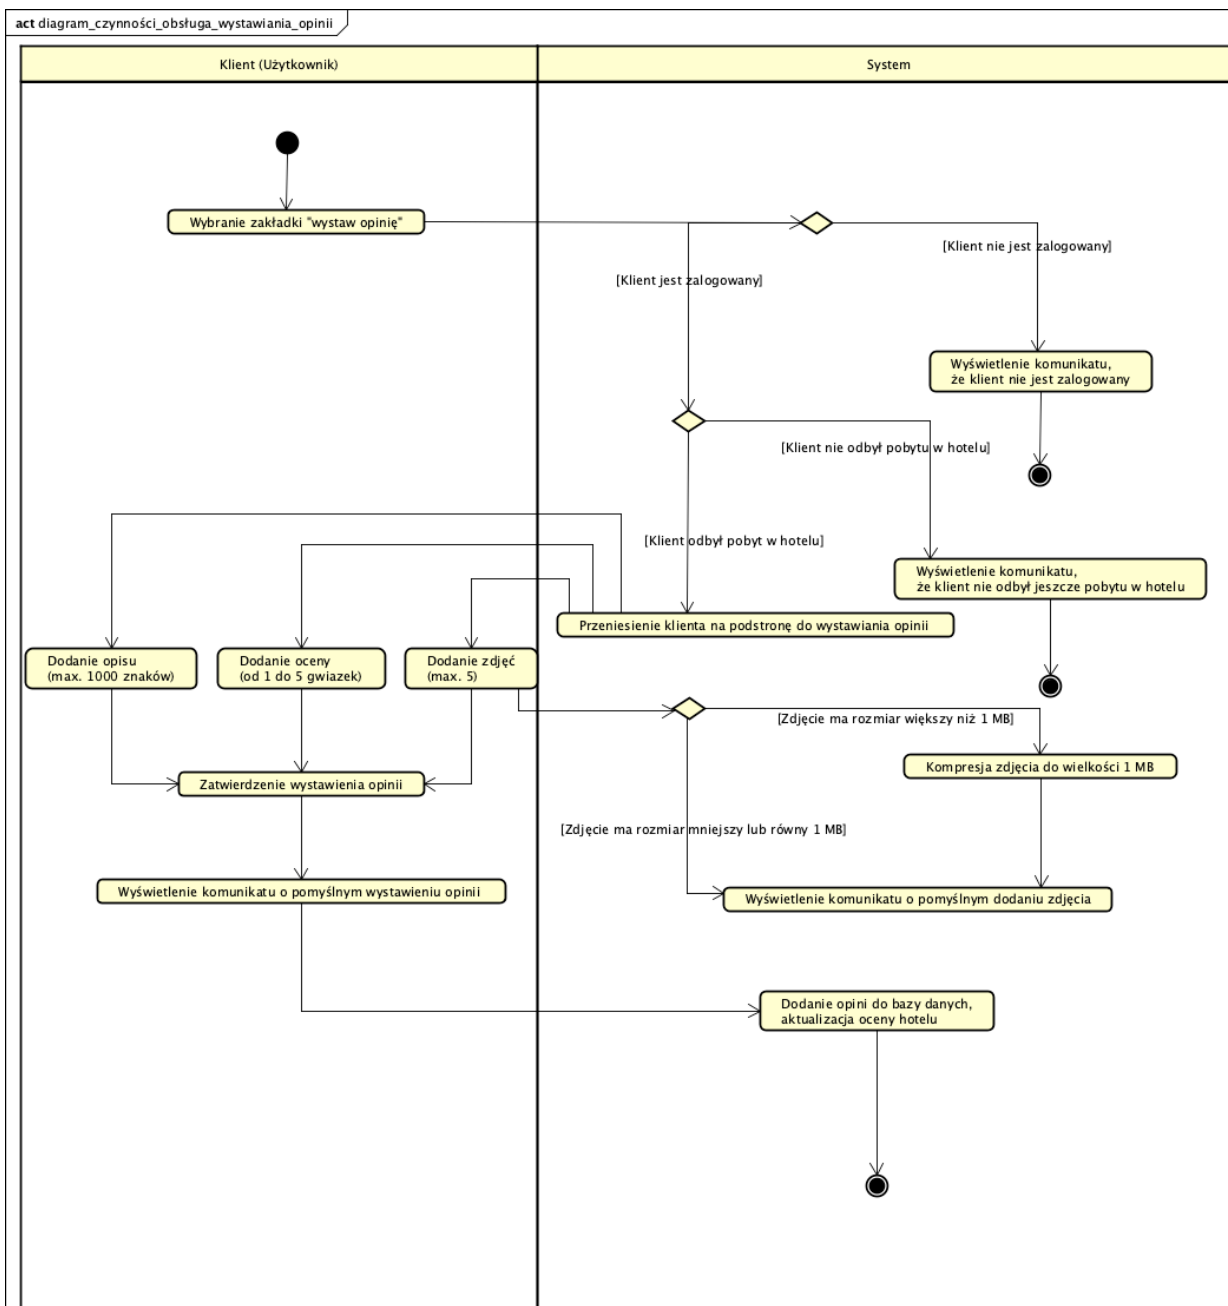 act diagram_czynności_obsługa_wystawiania_opinii
Klient (Użytkownik)
System
Wybranie zakładki "wystaw opinię"
[Klient nie jest zalogowany]
[Klient jest zalogowany]
Wyświetlenie komunikatu,
że klient nie jest zalogowany
[Klient nie odbył pobytu w hotelu]
[Klient odbył pobyt w hotelu]
Wyświetlenie komunikatu,
że klient nie odbył jeszcze pobytu w hotelu
Przeniesienie klienta na podstronę do wystawiania opinii
Dodanie opisu
(max. 1000 znaków)
Dodanie oceny
(od 1 do 5 gwiazek)
Dodanie zdjęć
(max. 5)
[Zdjęcie ma rozmiar większy niż 1 MB]
Kompresja zdjęcia do wielkości 1 MB
Zatwierdzenie wystawienia opinii
[Zdjęcie ma rozmiar mniejszy lub równy 1 MB]
Wyświetlenie komunikatu o pomyślnym wystawieniu opinii
Wyświetlenie komunikatu o pomyślnym dodaniu zdjęcia
Dodanie opini do bazy danych,
aktualizacja oceny hotelu